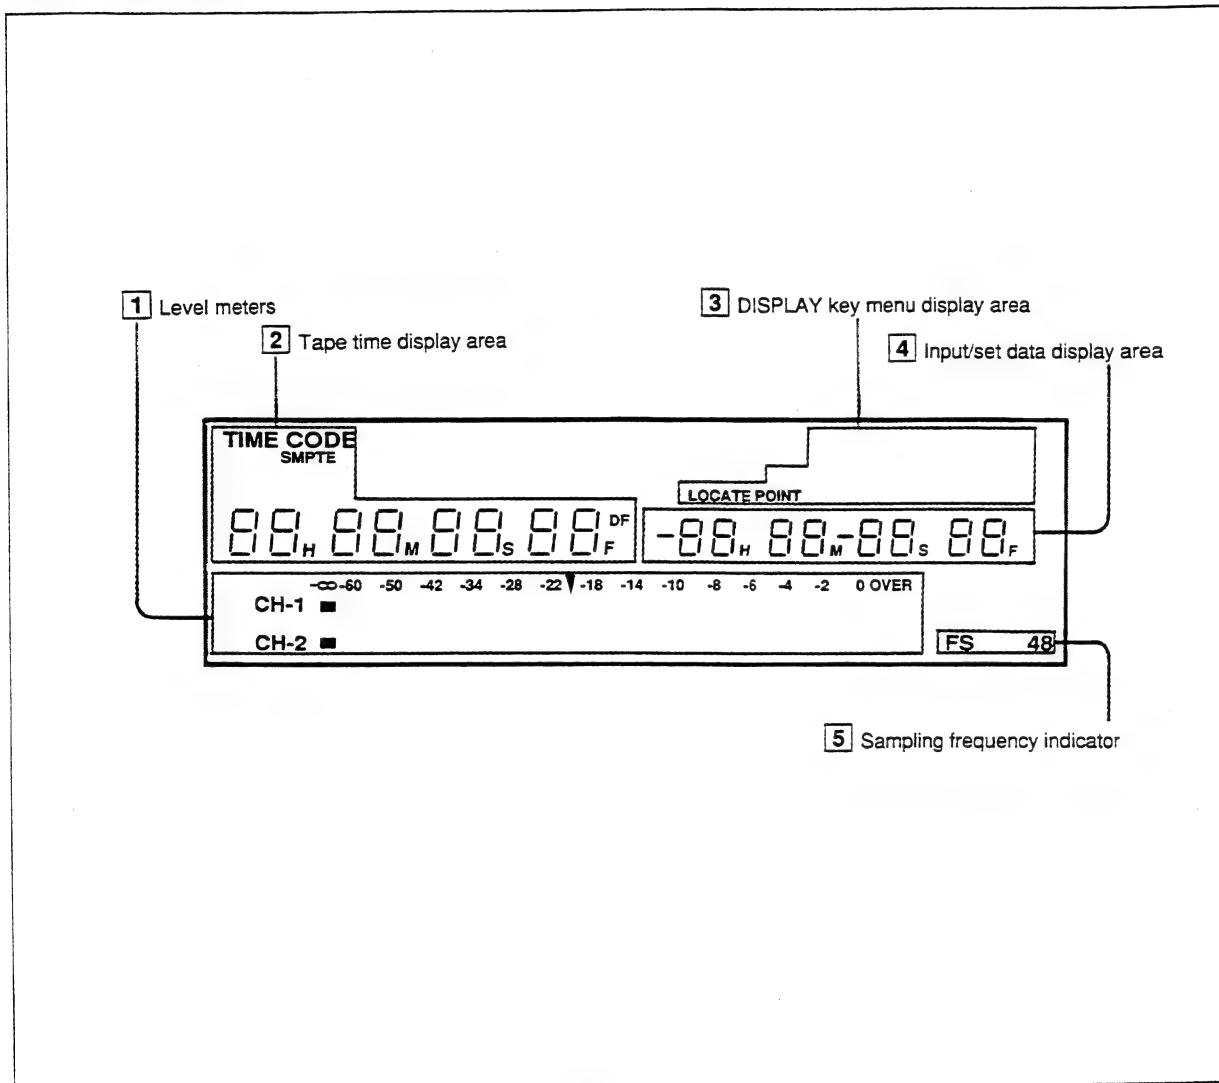 1 Level meters
2 Tape time display area
3 DISPLAY key menu display area
4 Input/set data display area
TIME CODE
SMPTE
LOCATE POINT
88H 88M 88S 88F DF
-88H 88M-88S 88F
-∞-60 -50 -42 -34 -28 -22 -18 -14 -10 -8 -6 -4 -2 0 OVER
CH-1
CH-2
FS 48
5 Sampling frequency indicator